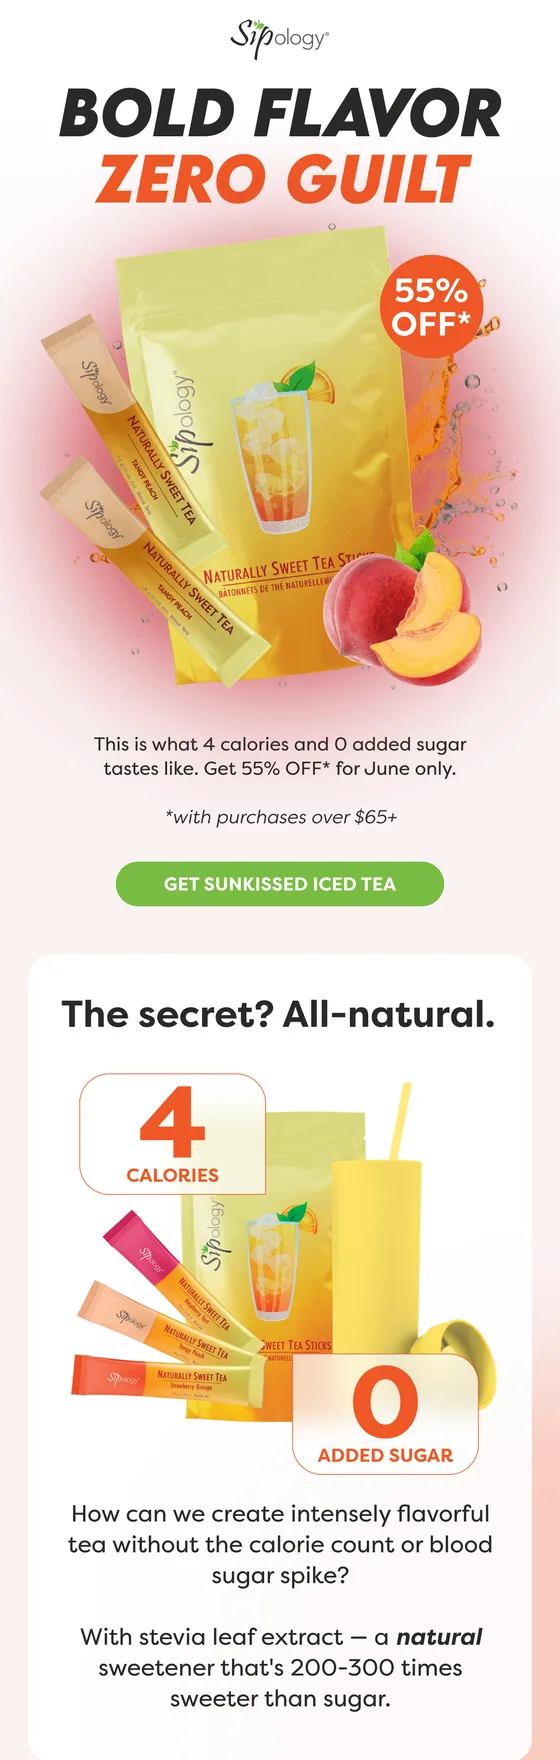 Sipology®
BOLD FLAVOR
ZERO GUILT
55%
OFF*
Sipology®
NATURALLY SWEET TEA STICKS
BÂTONNETS DE THÉ NATURELLEME
Sipology
NATURALLY SWEET TEA
TANGY PEACH
Sipology
NATURALLY SWEET TEA
TANGY PEACH
This is what 4 calories and 0 added sugar
tastes like. Get 55% OFF* for June only.
*with purchases over $65+
GET SUNKISSED ICED TEA
The secret? All-natural.
4
CALORIES
Sipology
SWEET TEA STICKS
NATURELL
Sipology
NATURALLY SWEET TEA
Raspberry Tart
Sipology
NATURALLY SWEET TEA
Tangy Peach
Sipology
NATURALLY SWEET TEA
Strawberry Orange
0
ADDED SUGAR
How can we create intensely flavorful
tea without the calorie count or blood
sugar spike?
With stevia leaf extract — a natural
sweetener that's 200-300 times
sweeter than sugar.